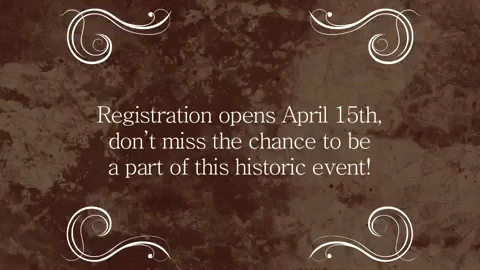 Registration opens April 15th,
don’t miss the chance to be
a part of this historic event!